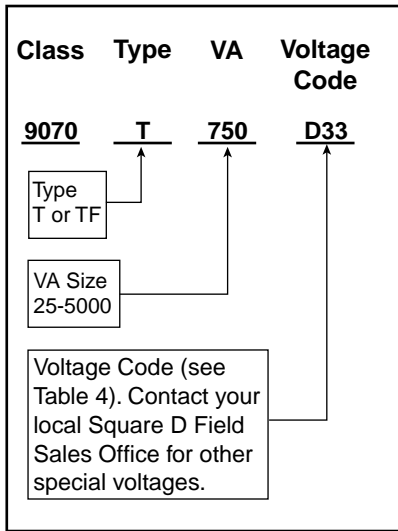 Class Type VA Voltage
Code
9070 T 750 D33
Type
T or TF
VA Size
25-5000
Voltage Code (see
Table 4). Contact your
local Square D Field
Sales Office for other
special voltages.